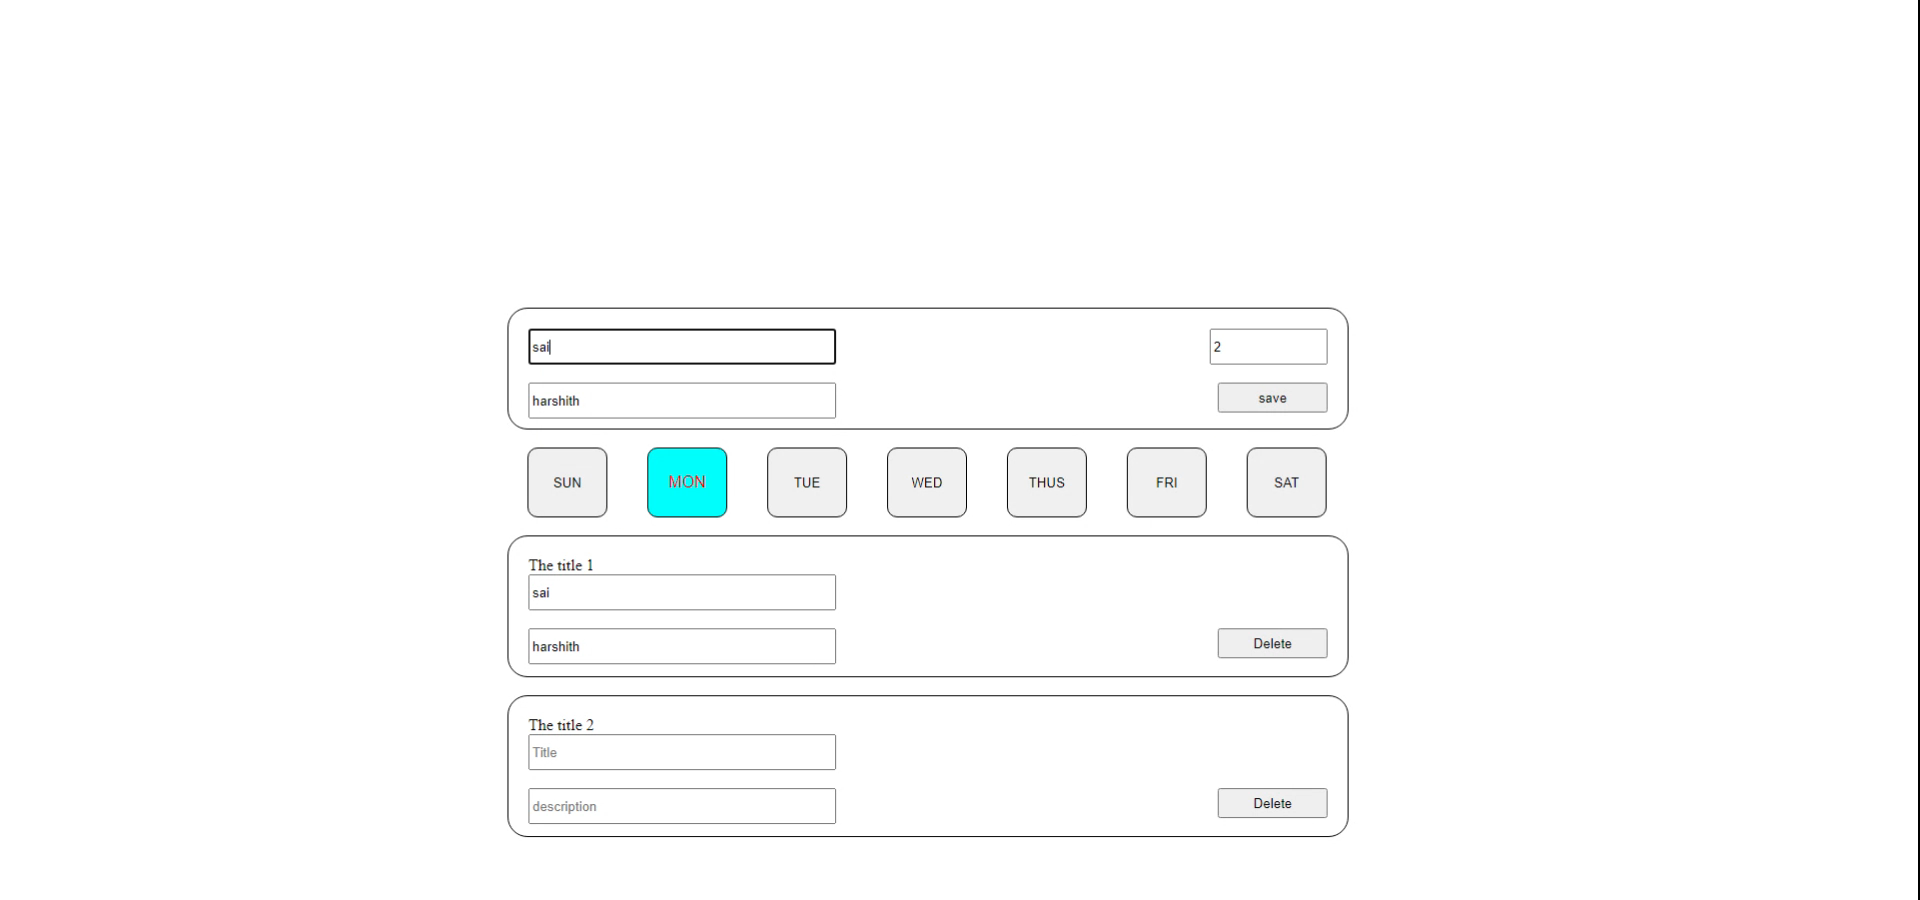 sai 2
harshith save
SUN MON TUE WED THUS FRI SAT
The title 1
sai
harshith Delete
The title 2
Title
description Delete